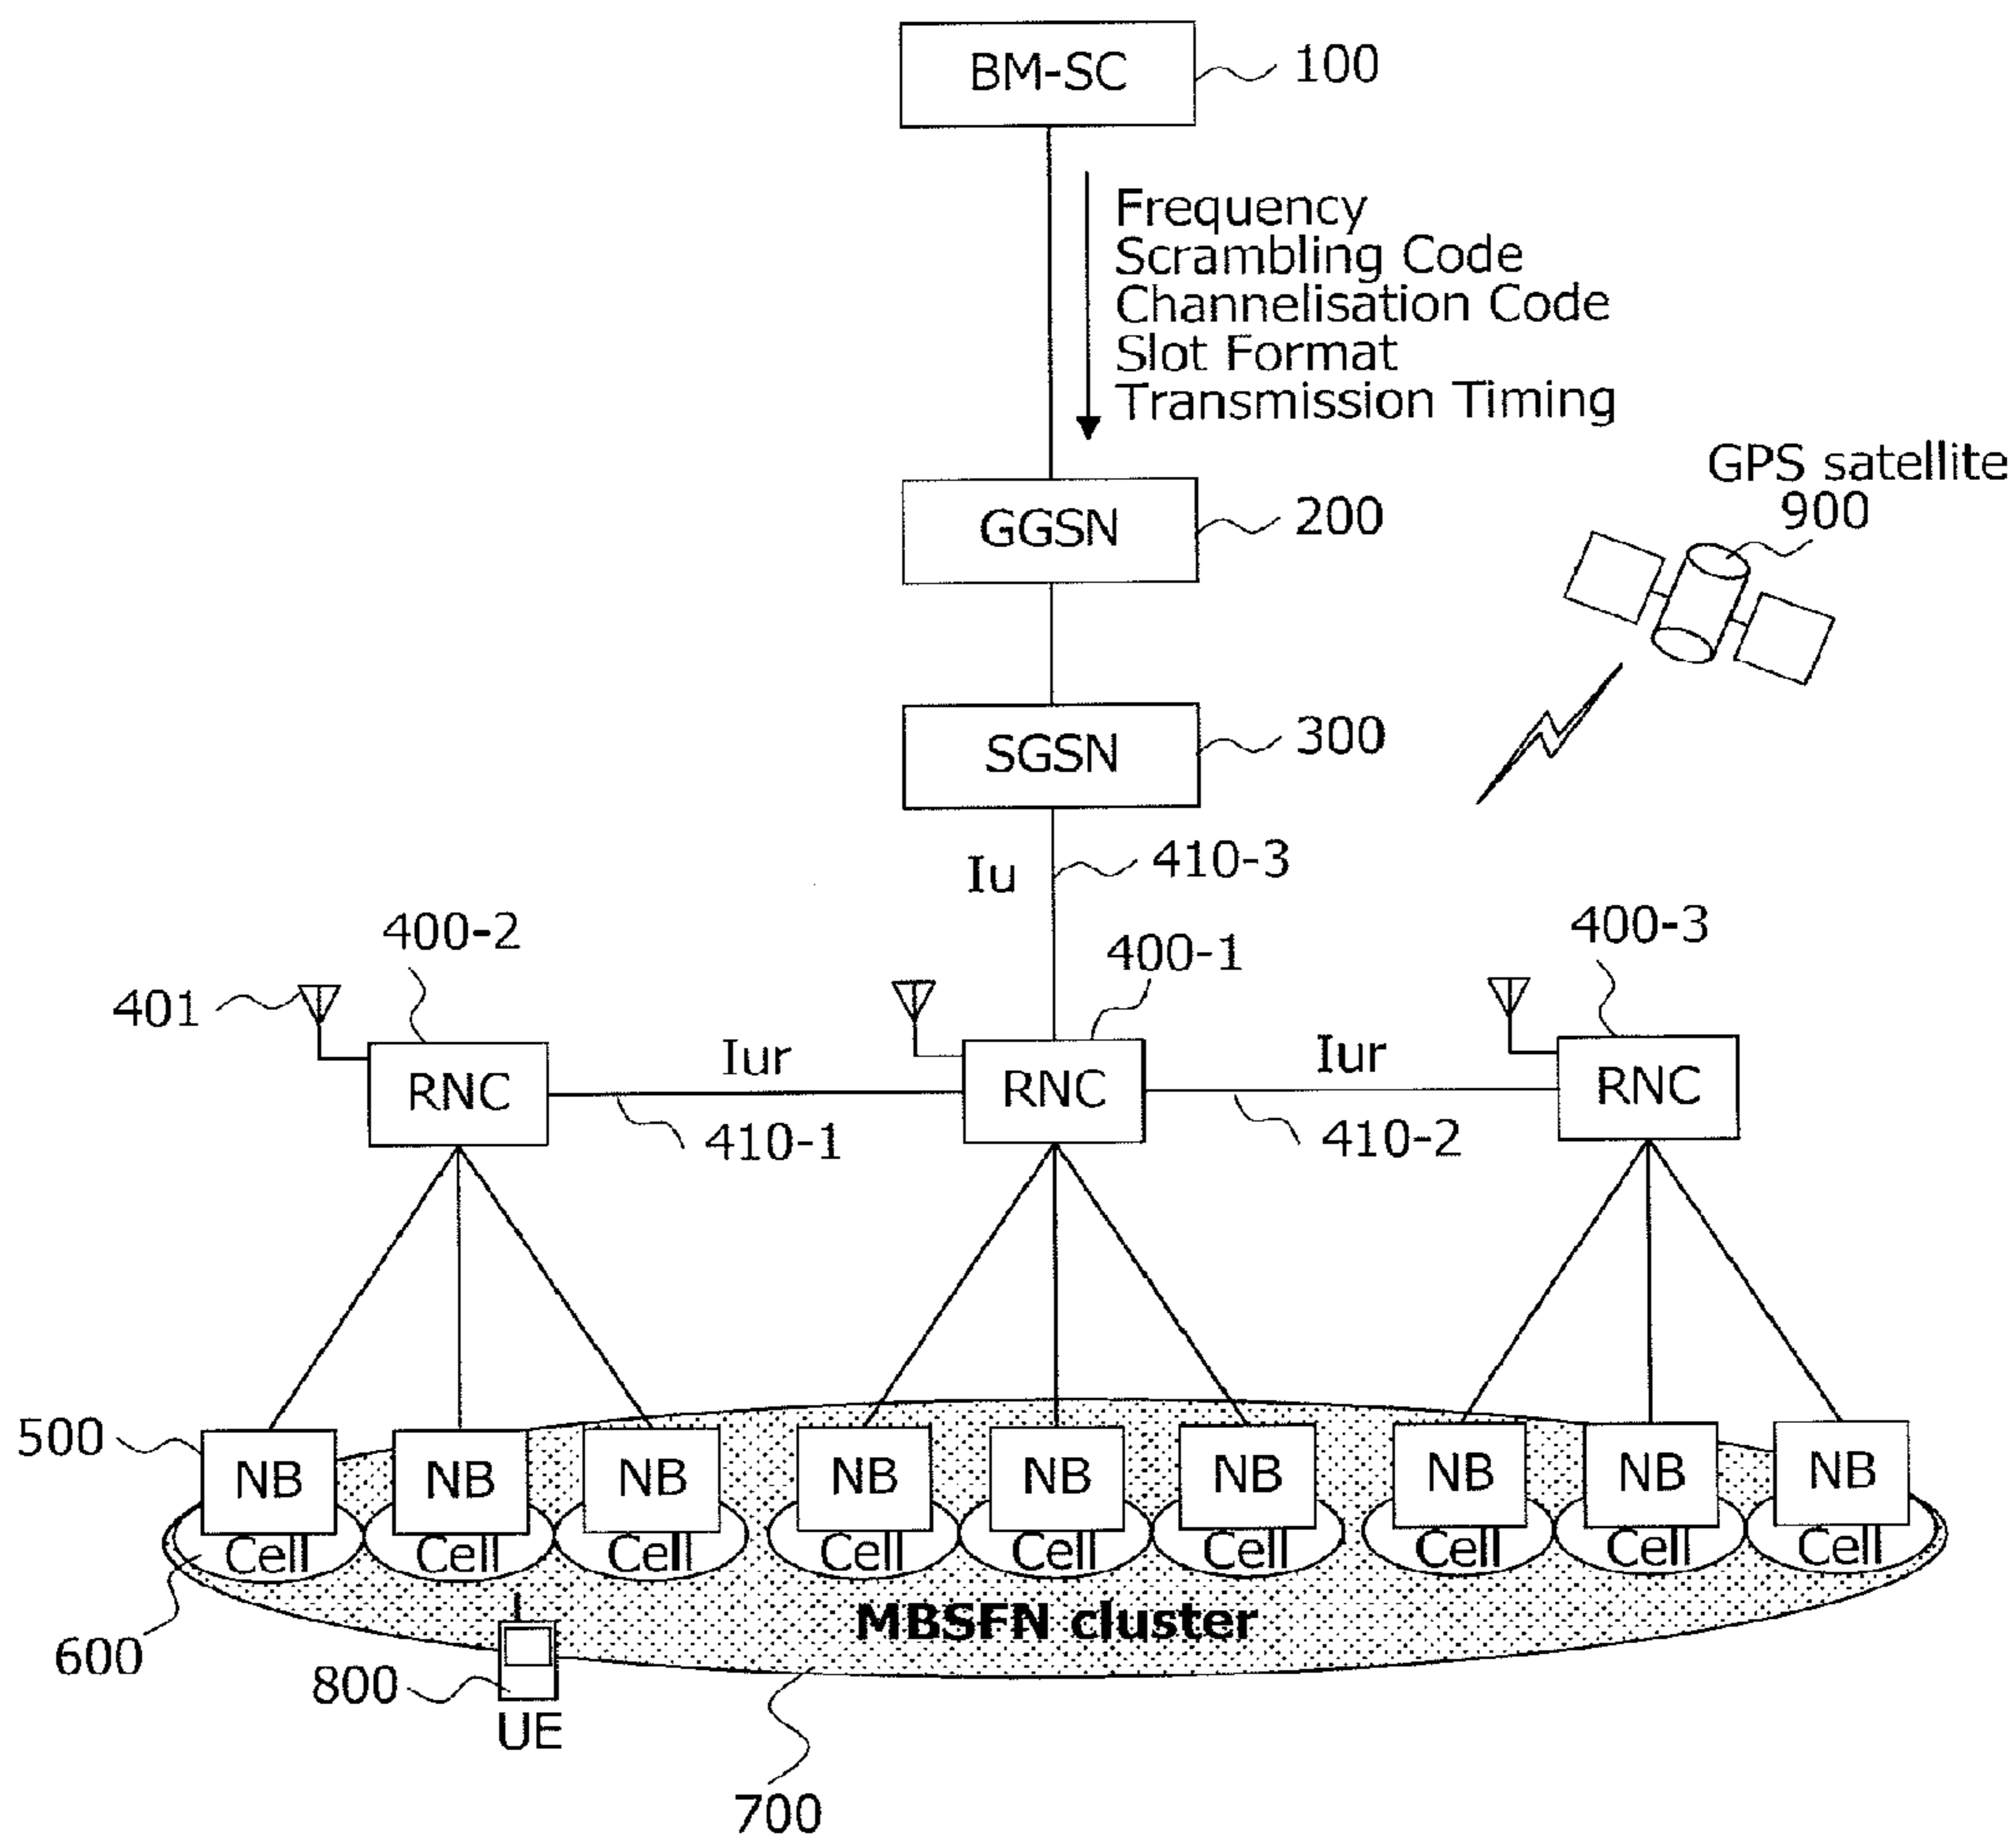 BM-SC
100
Frequency
Scrambling Code
Channelisation Code
Slot Format
Transmission Timing
GPS satellite
900
GGSN
200
SGSN
300
Iu
410-3
400-2
400-1
400-3
401
RNC
Iur
RNC
Iur
RNC
410-1
410-2
500
NB
NB
NB
NB
NB
NB
NB
NB
NB
Cell
Cell
Cell
Cell
Cell
Cell
Cell
Cell
Cell
MBSFN cluster
600
800
UE
700